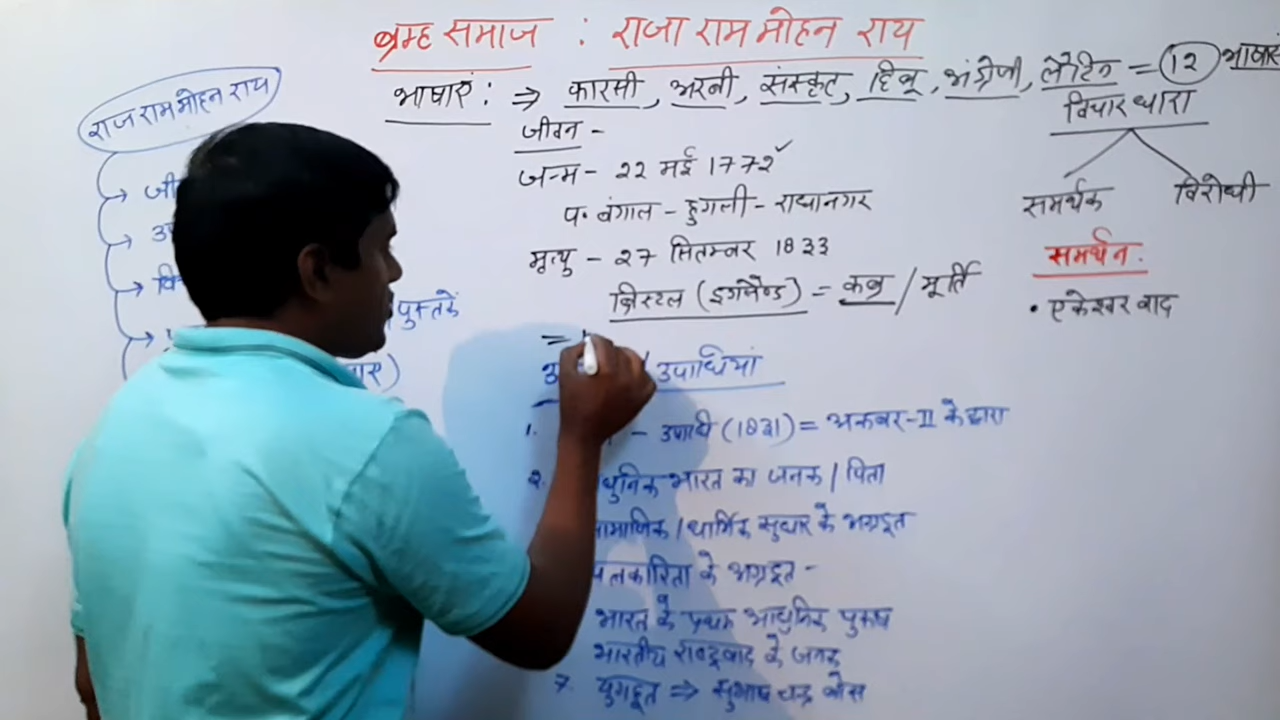 ब्रम्ह समाज : राजा राम मोहन राय
भाषाएं : ⇒ फारसी, अरबी, संस्कृत, हिब्रू, अंग्रेजी, लैटिन = 12 भाषाएं
राजा राम मोहन राय
विचार धारा
समर्थक विरोधी
समर्थन.
• एकेश्वर वाद
जीवन -
जन्म - 22 मई 1772
प. बंगाल - हुगली - राधानगर
मृत्यु - 27 सितम्बर 1833
ब्रिस्टल (इंग्लैण्ड) = कब्र / मूर्ति
पुस्तकें
/ उपाधियां
1. - उपाधी (1831) = अकबर-II के द्वारा
2. भारत का जनक / पिता
/ धार्मिक सुधार के अग्रदूत
के अग्रदूत -
भारत के प्रथम आधुनिक पुरुष
भारतीय राष्ट्रवाद के जनक
7. युगदूत ⇒ सुभाष चन्द्र बोस